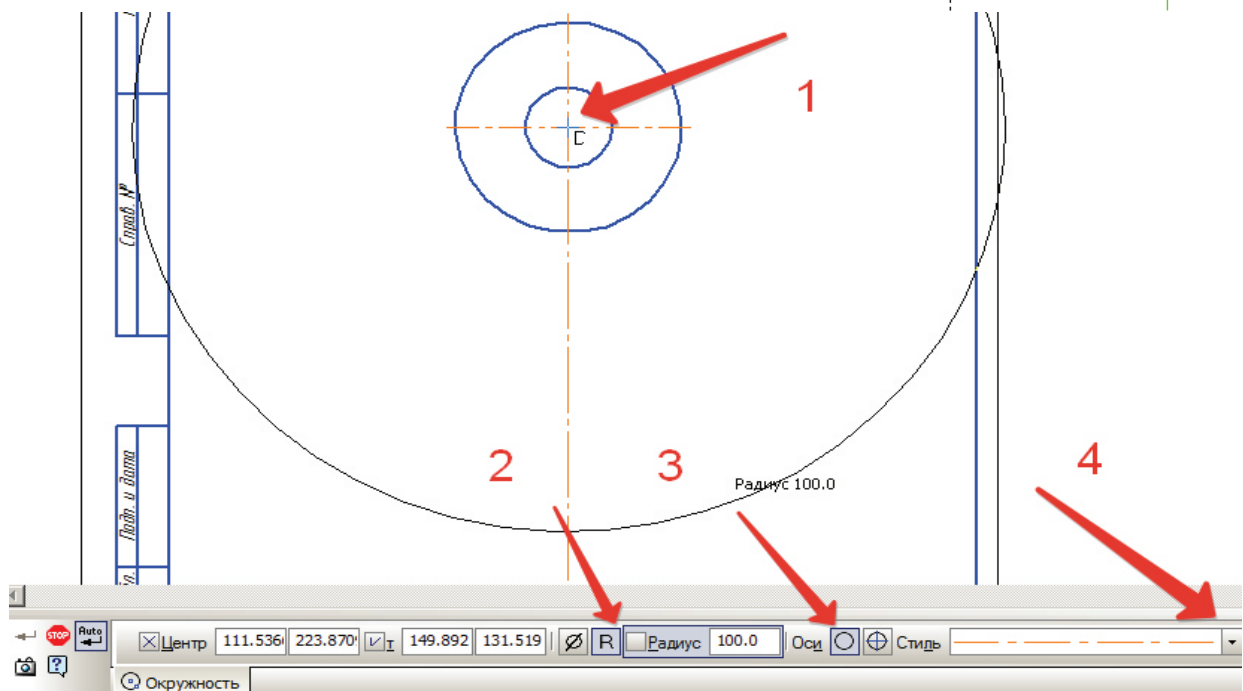 1
С
Справ. №
2
3
4
Радиус 100.0
Подп. и дата
STOP Auto
Центр 111.536 223.870 т 149.892 131.519 Ø R Радиус 100.0 Оси Стиль
Окружность